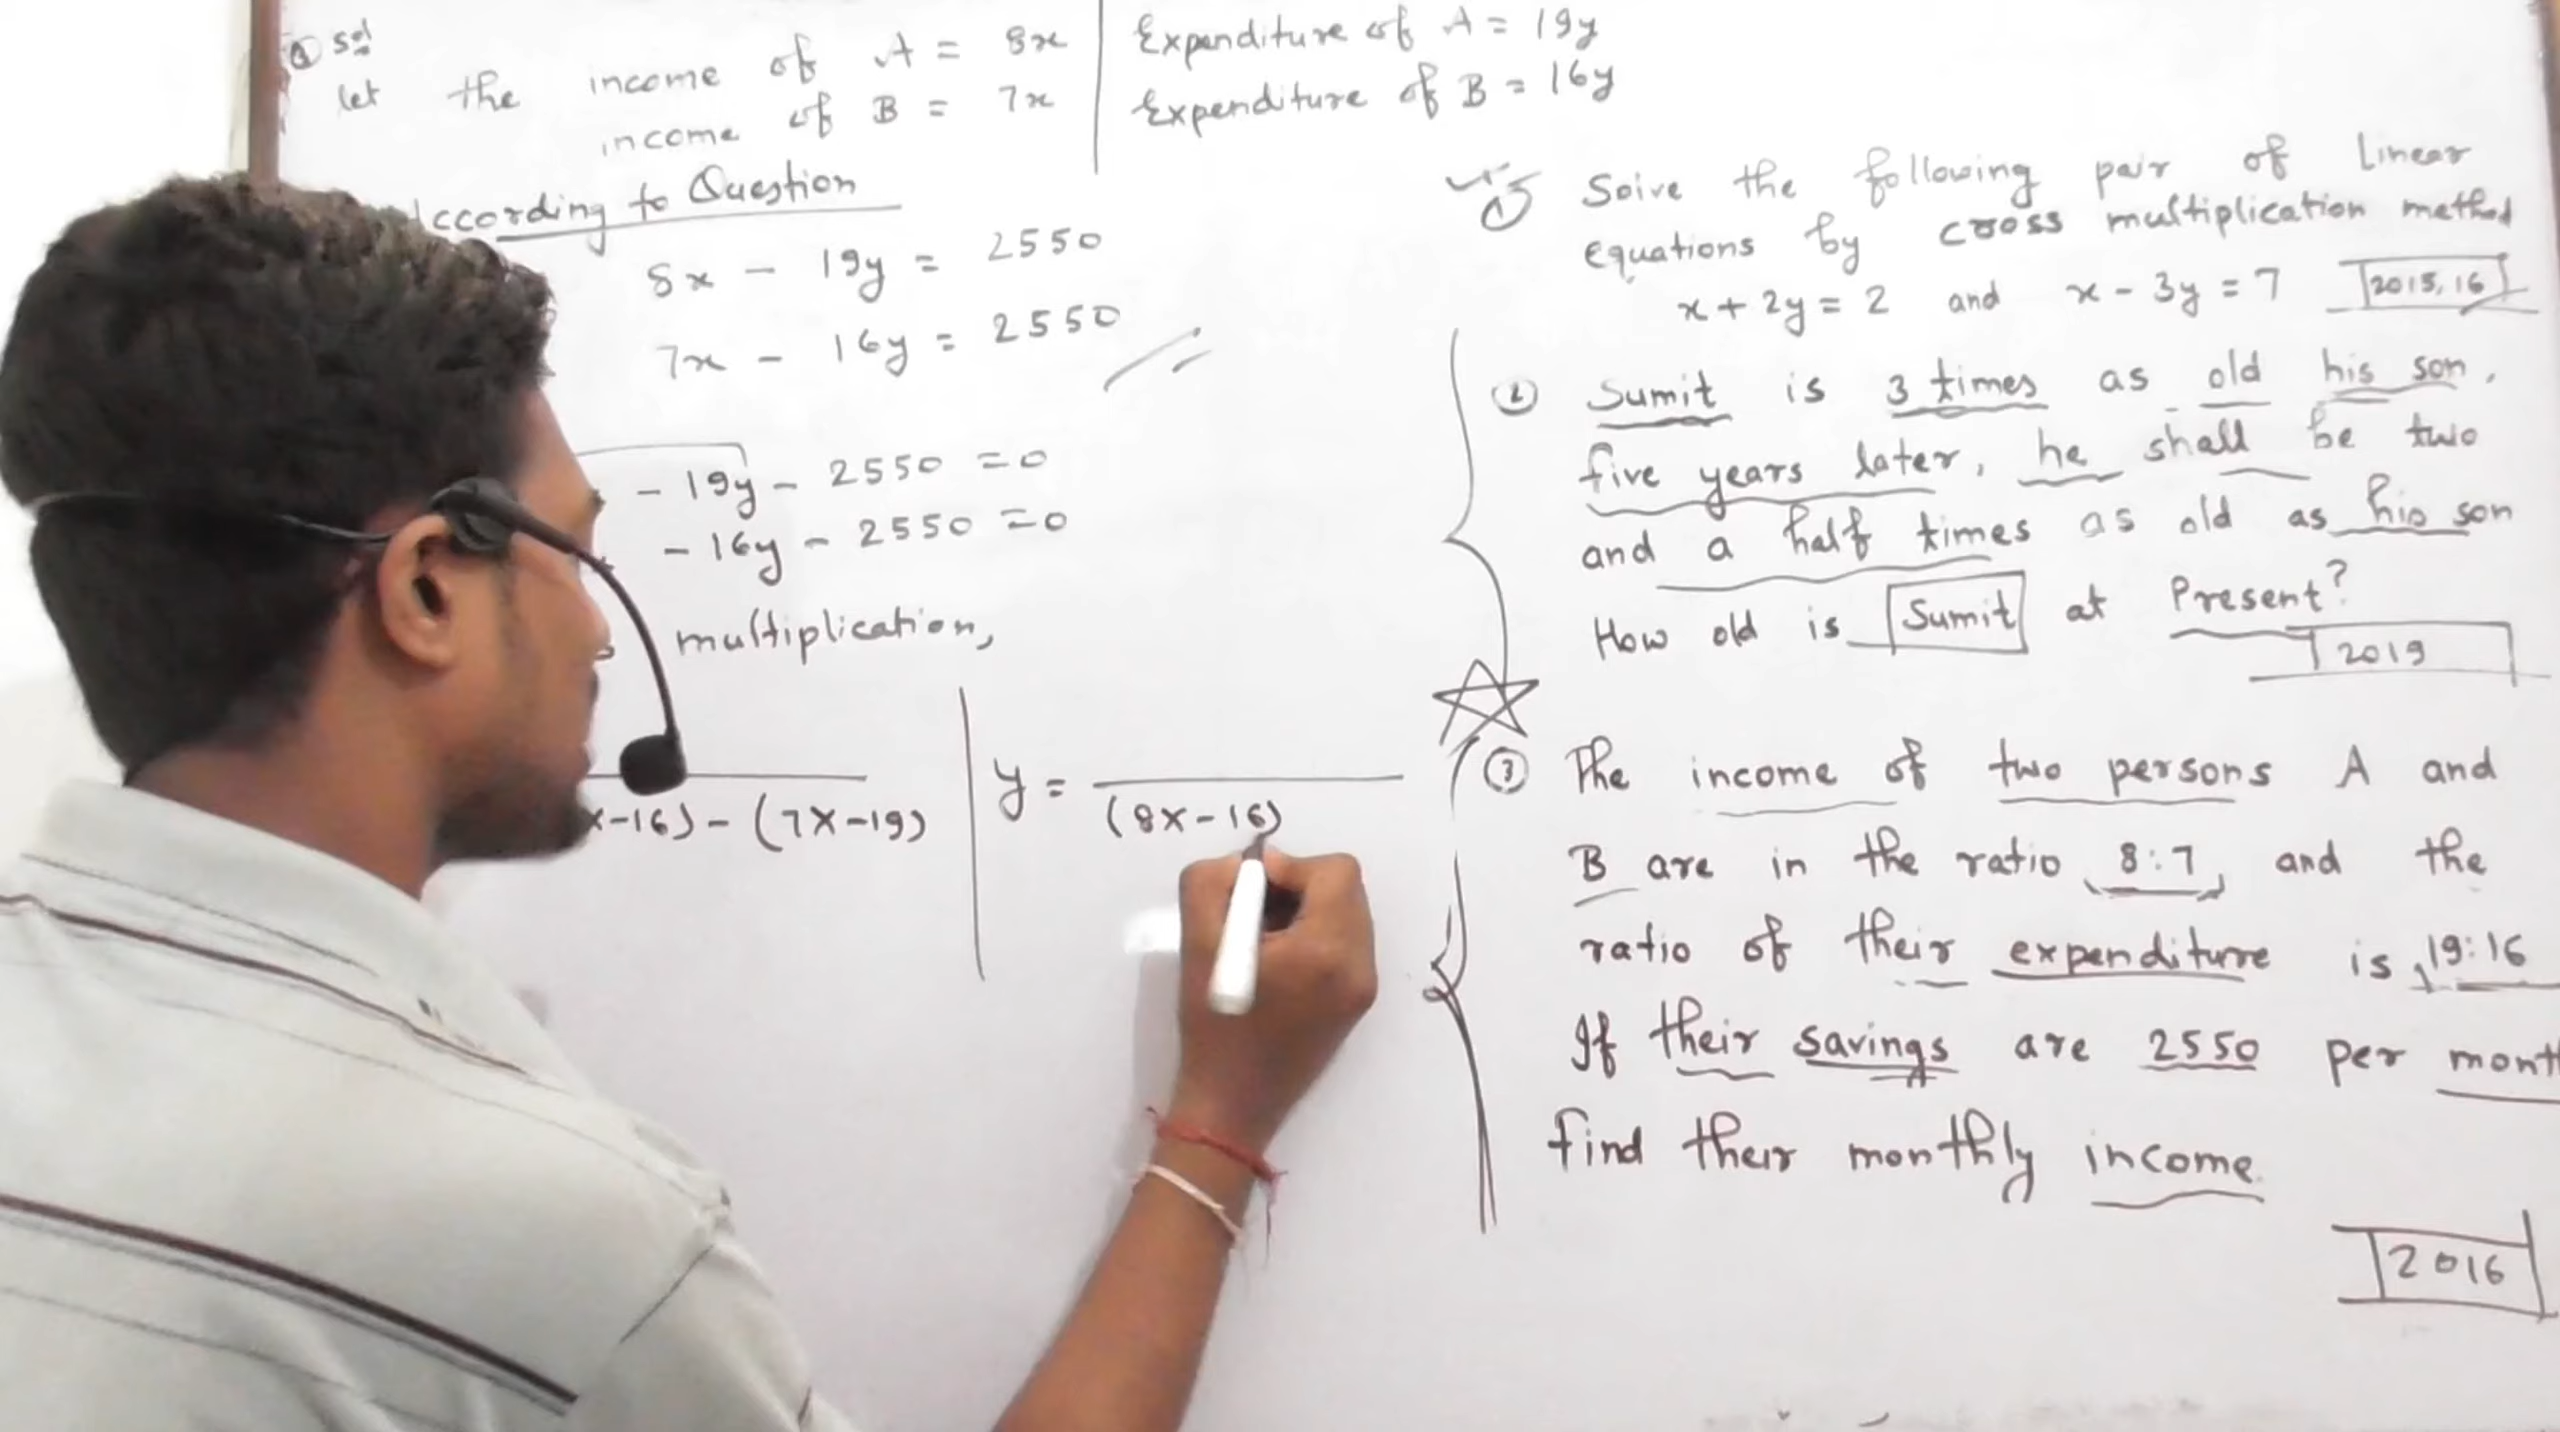 ③ Sol
let the income of A = 8x
income of B = 7x
Expenditure of A = 19y
Expenditure of B = 16y
According to Question
8x - 19y = 2550
7x - 16y = 2550
- 19y - 2550 = 0
- 16y - 2550 = 0
multiplication,
x-16) - (7x-19)
y =
(8x-16)
① Solve the following pair of Linear
equations by cross multiplication method
x + 2y = 2 and x - 3y = 7 2015, 16
② Sumit is 3 times as old his son.
five years later, he shall be two
and a half times as old as his son
How old is Sumit at Present?
2019
③ The income of two persons A and
B are in the ratio 8:7, and the
ratio of their expenditure is 19:16
If their savings are 2550 per month
find their monthly income
2016